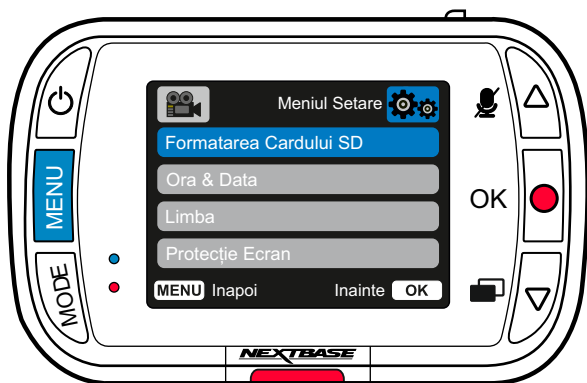 Meniul Setare
Formatarea Cardului SD
Ora & Data
Limba
Protecție Ecran
MENU Inapoi Inainte OK
MENU
MODE
OK
NEXTBASE